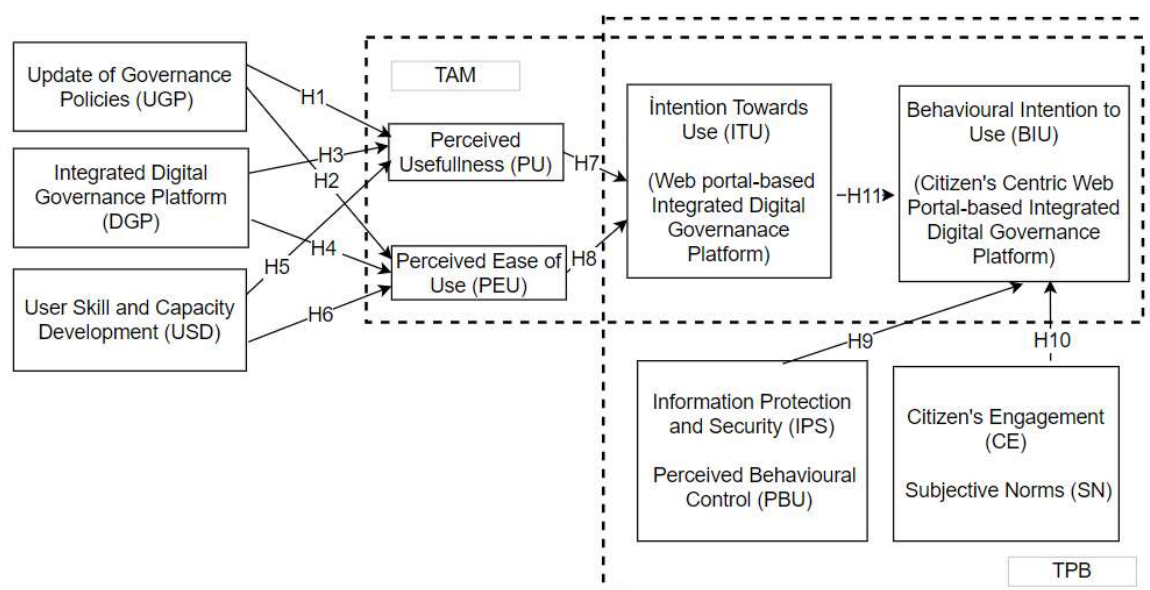 Update of Governance
Policies (UGP)
Integrated Digital
Governance Platform
(DGP)
User Skill and Capacity
Development (USD)
H1
H3
H2
H4
H5
H6
TAM
Perceived
Usefullness (PU)
Perceived Ease of
Use (PEU)
H7
H8
İntention Towards
Use (ITU)
(Web portal-based
Integrated Digital
Governanace
Platform)
H11
Behavioural Intention to
Use (BIU)
(Citizen's Centric Web
Portal-based Integrated
Digital Governance
Platform)
H9
H10
Information Protection
and Security (IPS)
Perceived Behavioural
Control (PBU)
Citizen's Engagement
(CE)
Subjective Norms (SN)
TPB